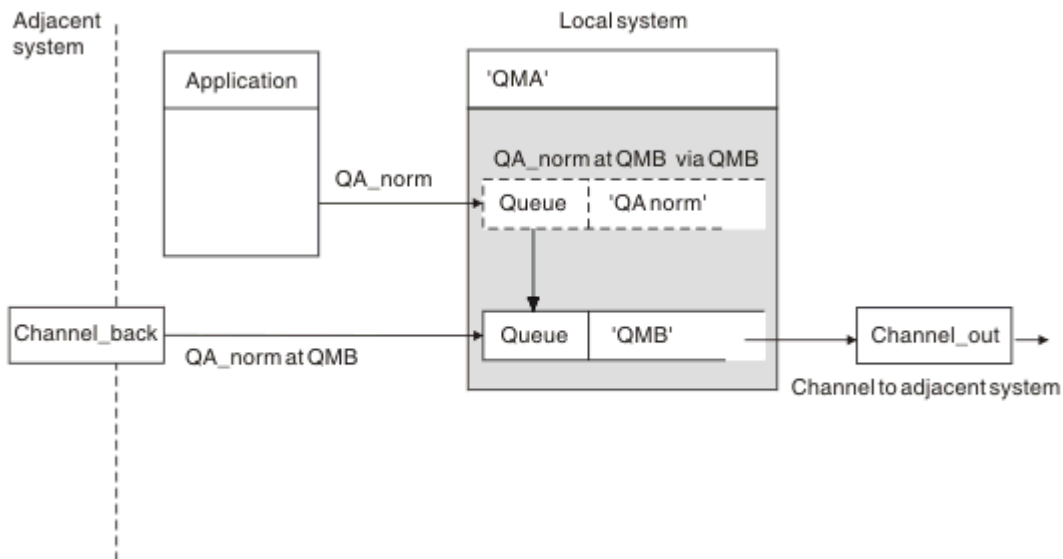 Adjacent
system
Local system
Application
'QMA'
QA_norm at QMB via QMB
QA_norm
Queue
'QA norm'
Channel_back
QA_norm at QMB
Queue
'QMB'
Channel_out
Channel to adjacent system